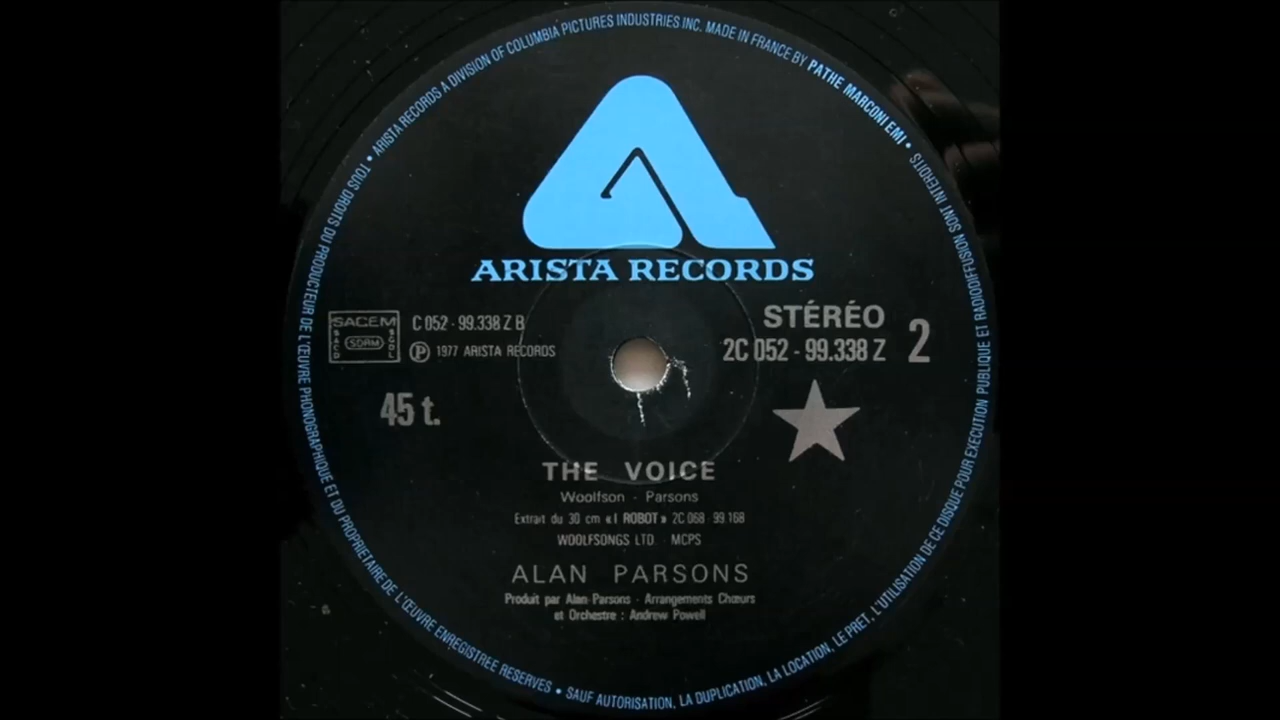 TOUS DROITS DU PRODUCTEUR DE L'ŒUVRE PHONOGRAPHIQUE ET DU PROPRIETAIRE DE L'ŒUVRE ENREGISTREE RESERVES • SAUF AUTORISATION, LA DUPLICATION, LA LOCATION, LE PRET, L'UTILISATION DE CE DISQUE POUR EXECUTION PUBLIQUE ET RADIODIFFUSION SONT INTERDITS
• ARISTA RECORDS A DIVISION OF COLUMBIA PICTURES INDUSTRIES INC. MADE IN FRANCE BY PATHE MARCONI EMI •
ARISTA RECORDS
SACEM
SACD
SDRM
SGDL
C 052 - 99.338 Z B
Ⓟ 1977 ARISTA RECORDS
STÉRÉO
2C 052 - 99.338 Z
2
45 t.
THE VOICE
Woolfson - Parsons
Extrait du 30 cm « I ROBOT » 2C 068 - 99.168
WOOLFSONGS LTD MCPS
ALAN PARSONS
Produit par Alan Parsons - Arrangements Chœurs
et Orchestre : Andrew Powell